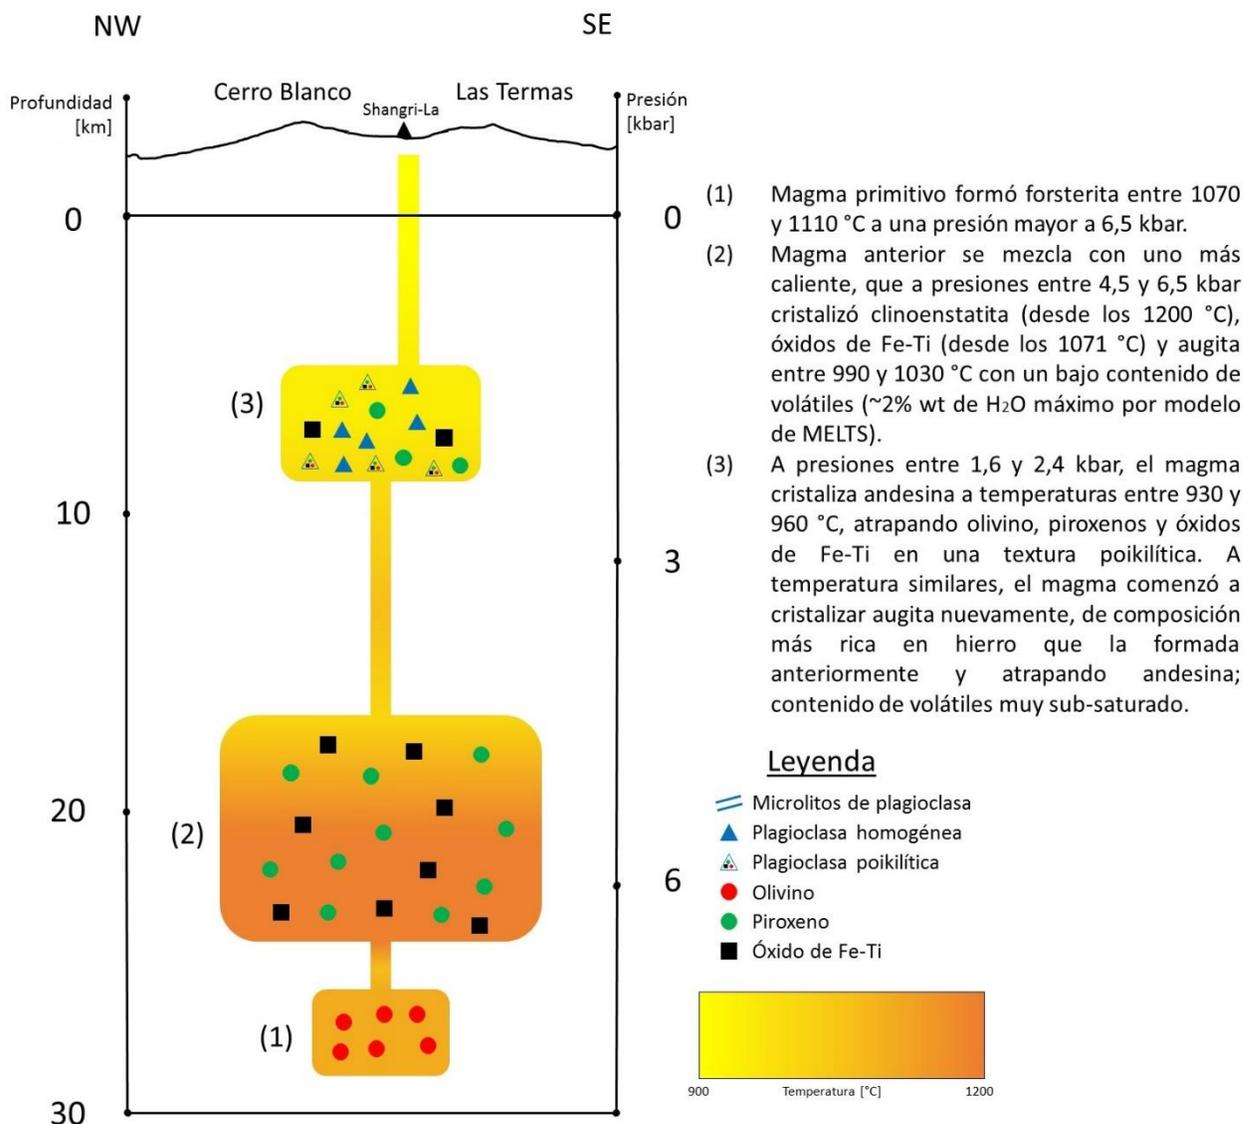 NW
SE
Profundidad
[km]
Cerro Blanco
Shangri-La
Las Termas
Presión
[kbar]
0
10
20
30
0
3
6
(3)
(2)
(1)
(1) Magma primitivo formó forsterita entre 1070
y 1110 °C a una presión mayor a 6,5 kbar.
(2) Magma anterior se mezcla con uno más
caliente, que a presiones entre 4,5 y 6,5 kbar
cristalizó clinoenstatita (desde los 1200 °C),
óxidos de Fe-Ti (desde los 1071 °C) y augita
entre 990 y 1030 °C con un bajo contenido de
volátiles (~2% wt de H₂O máximo por modelo
de MELTS).
(3) A presiones entre 1,6 y 2,4 kbar, el magma
cristaliza andesina a temperaturas entre 930 y
960 °C, atrapando olivino, piroxenos y óxidos
de Fe-Ti en una textura poikilítica. A
temperatura similares, el magma comenzó a
cristalizar augita nuevamente, de composición
más rica en hierro que la formada
anteriormente y atrapando andesina;
contenido de volátiles muy sub-saturado.
Leyenda
Microlitos de plagioclasa
Plagioclasa homogénea
Plagioclasa poikilítica
Olivino
Piroxeno
Óxido de Fe-Ti
900 Temperatura [°C] 1200